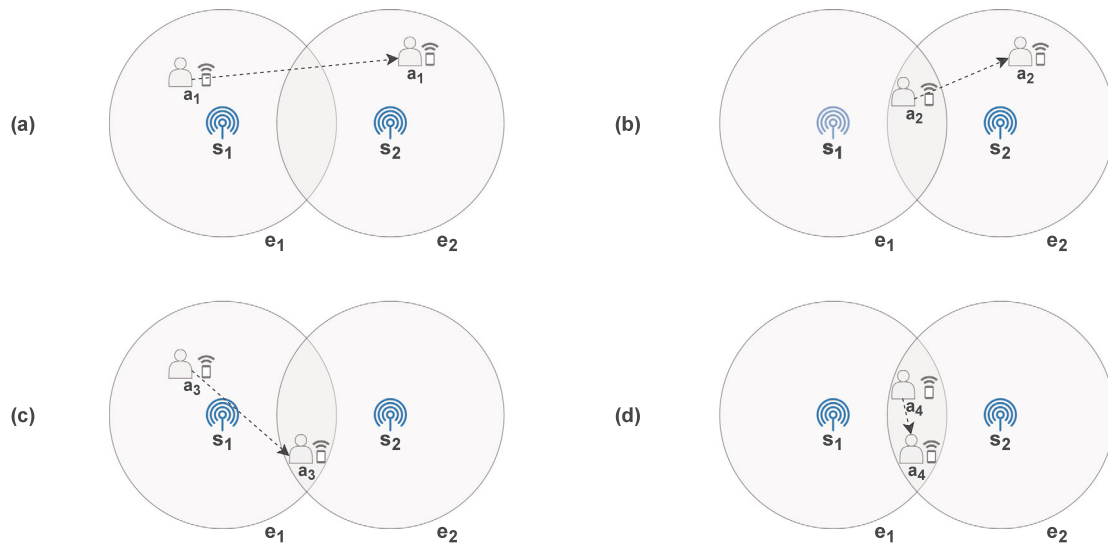 (a)
a₁
a₁
s₁
s₂
e₁
e₂
(b)
a₂
a₂
s₁
s₂
e₁
e₂
(c)
a₃
s₁
s₂
a₃
e₁
e₂
(d)
a₄
s₁
s₂
a₄
e₁
e₂